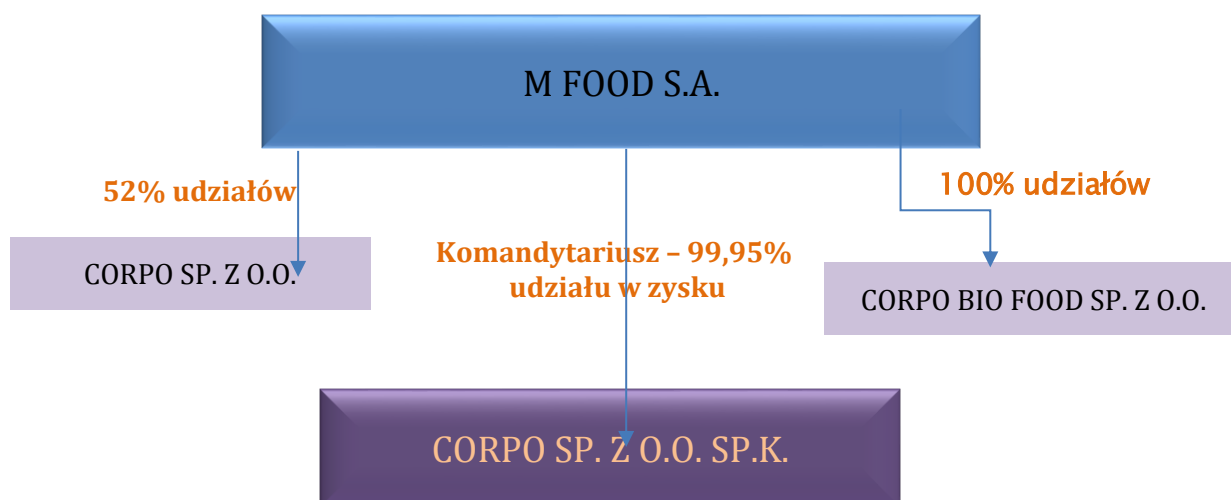 M FOOD S.A.
52% udziałów
100% udziałów
Komandytariusz – 99,95%
udziału w zysku
CORPO SP. Z O.O.
CORPO BIO FOOD SP. Z O.O.
CORPO SP. Z O.O. SP.K.